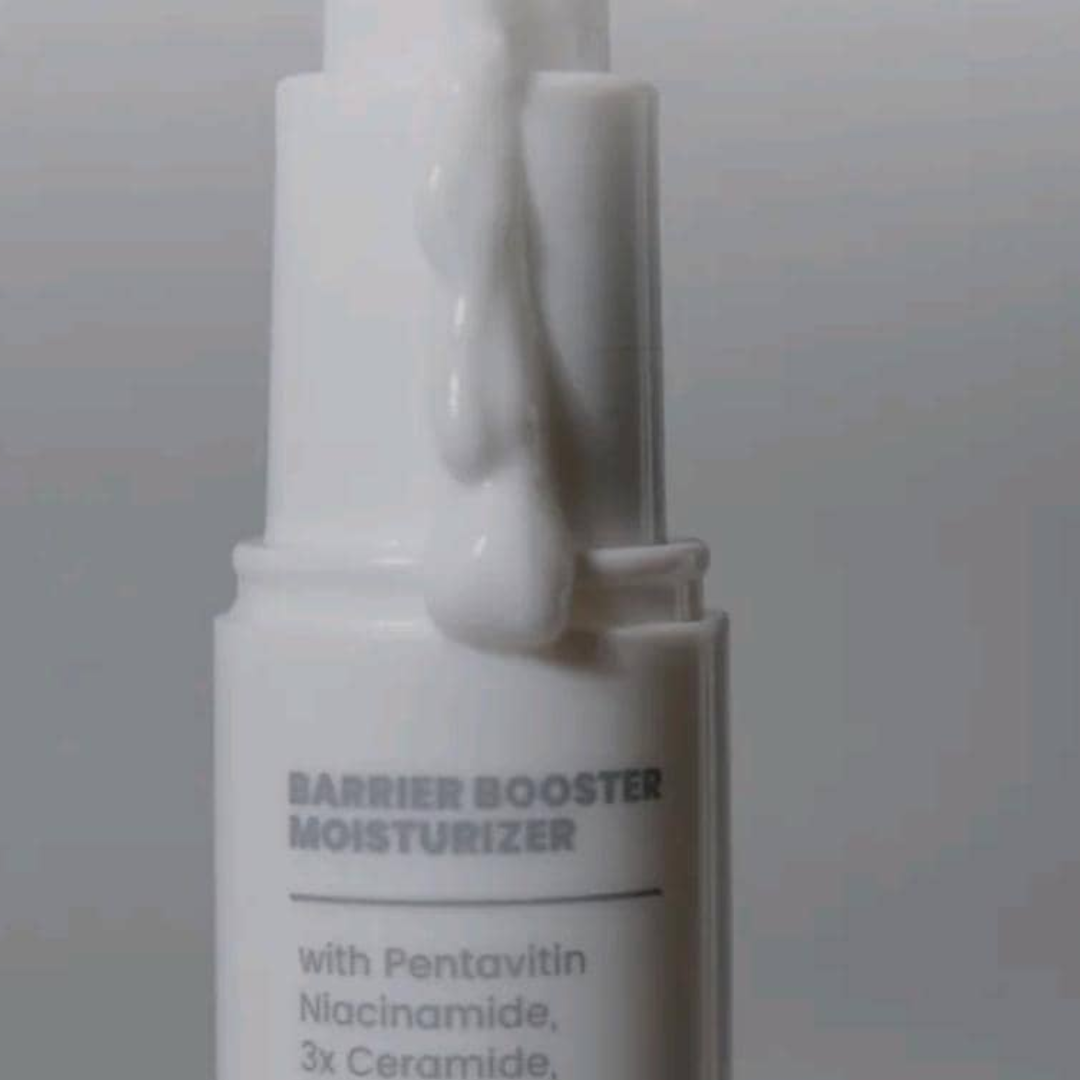 BARRIER BOOSTER
MOISTURIZER
with Pentavitin
Niacinamide,
3x Ceramide,